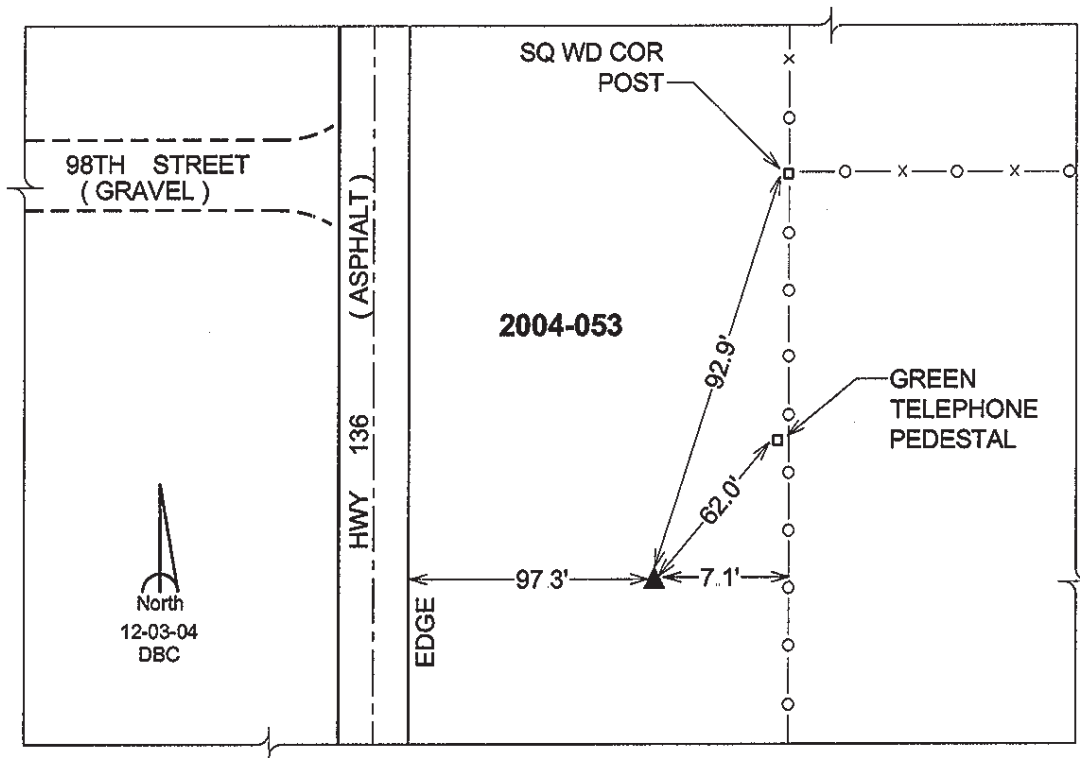 SQ WD COR
POST
98TH STREET
( GRAVEL )
HWY 136 ( ASPHALT )
2004-053
92.9'
GREEN
TELEPHONE
PEDESTAL
62.0'
97.3'
7.1'
EDGE
North
12-03-04
DBC